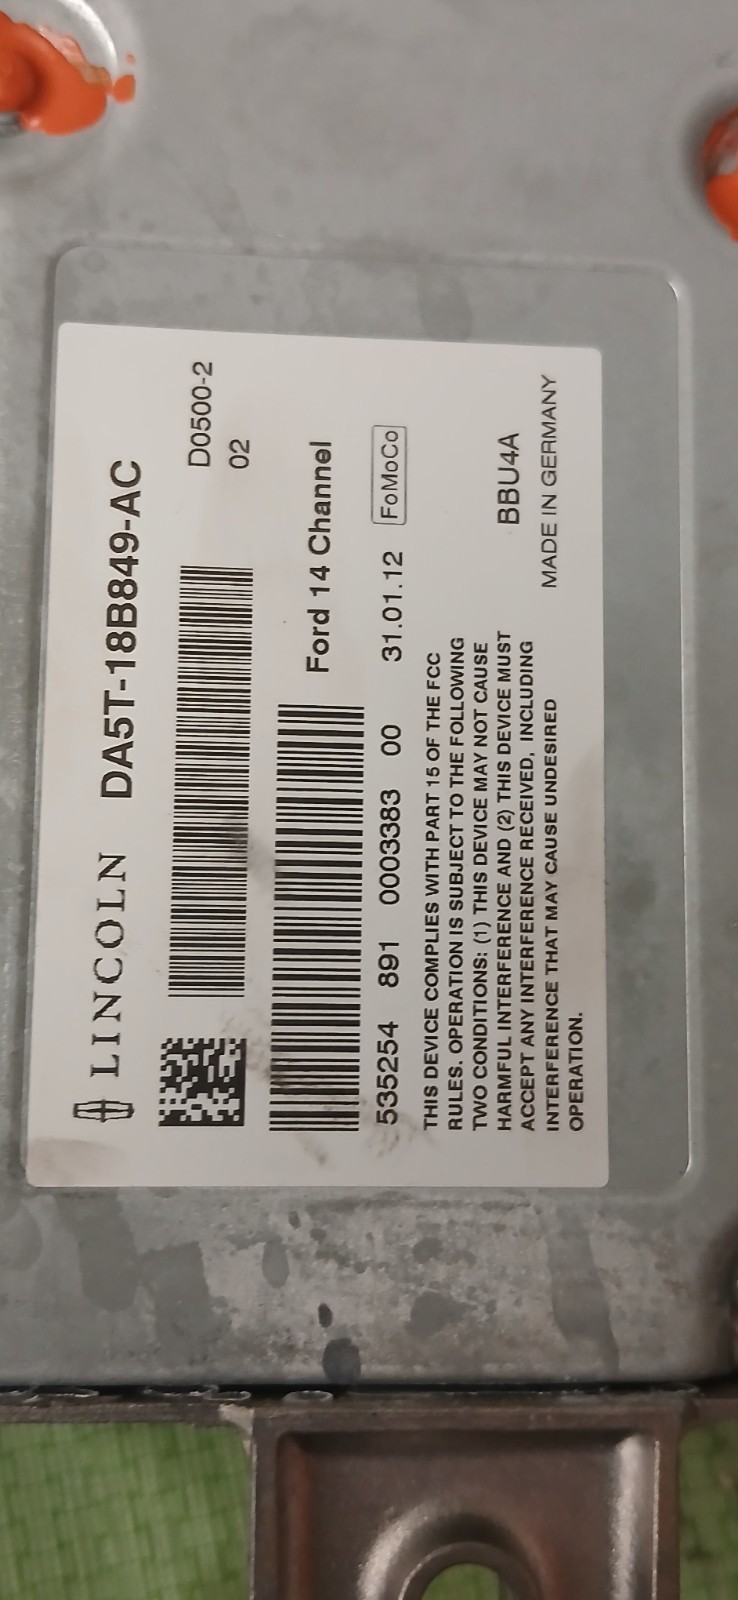 LINCOLN DA5T-18B849-AC
D0500-2
02
Ford 14 Channel
535254 891 0003383 00 31.01.12 FoMoCo
THIS DEVICE COMPLIES WITH PART 15 OF THE FCC
RULES. OPERATION IS SUBJECT TO THE FOLLOWING
TWO CONDITIONS: (1) THIS DEVICE MAY NOT CAUSE
HARMFUL INTERFERENCE AND (2) THIS DEVICE MUST
ACCEPT ANY INTERFERENCE RECEIVED, INCLUDING
INTERFERENCE THAT MAY CAUSE UNDESIRED
OPERATION.
BBU4A
MADE IN GERMANY